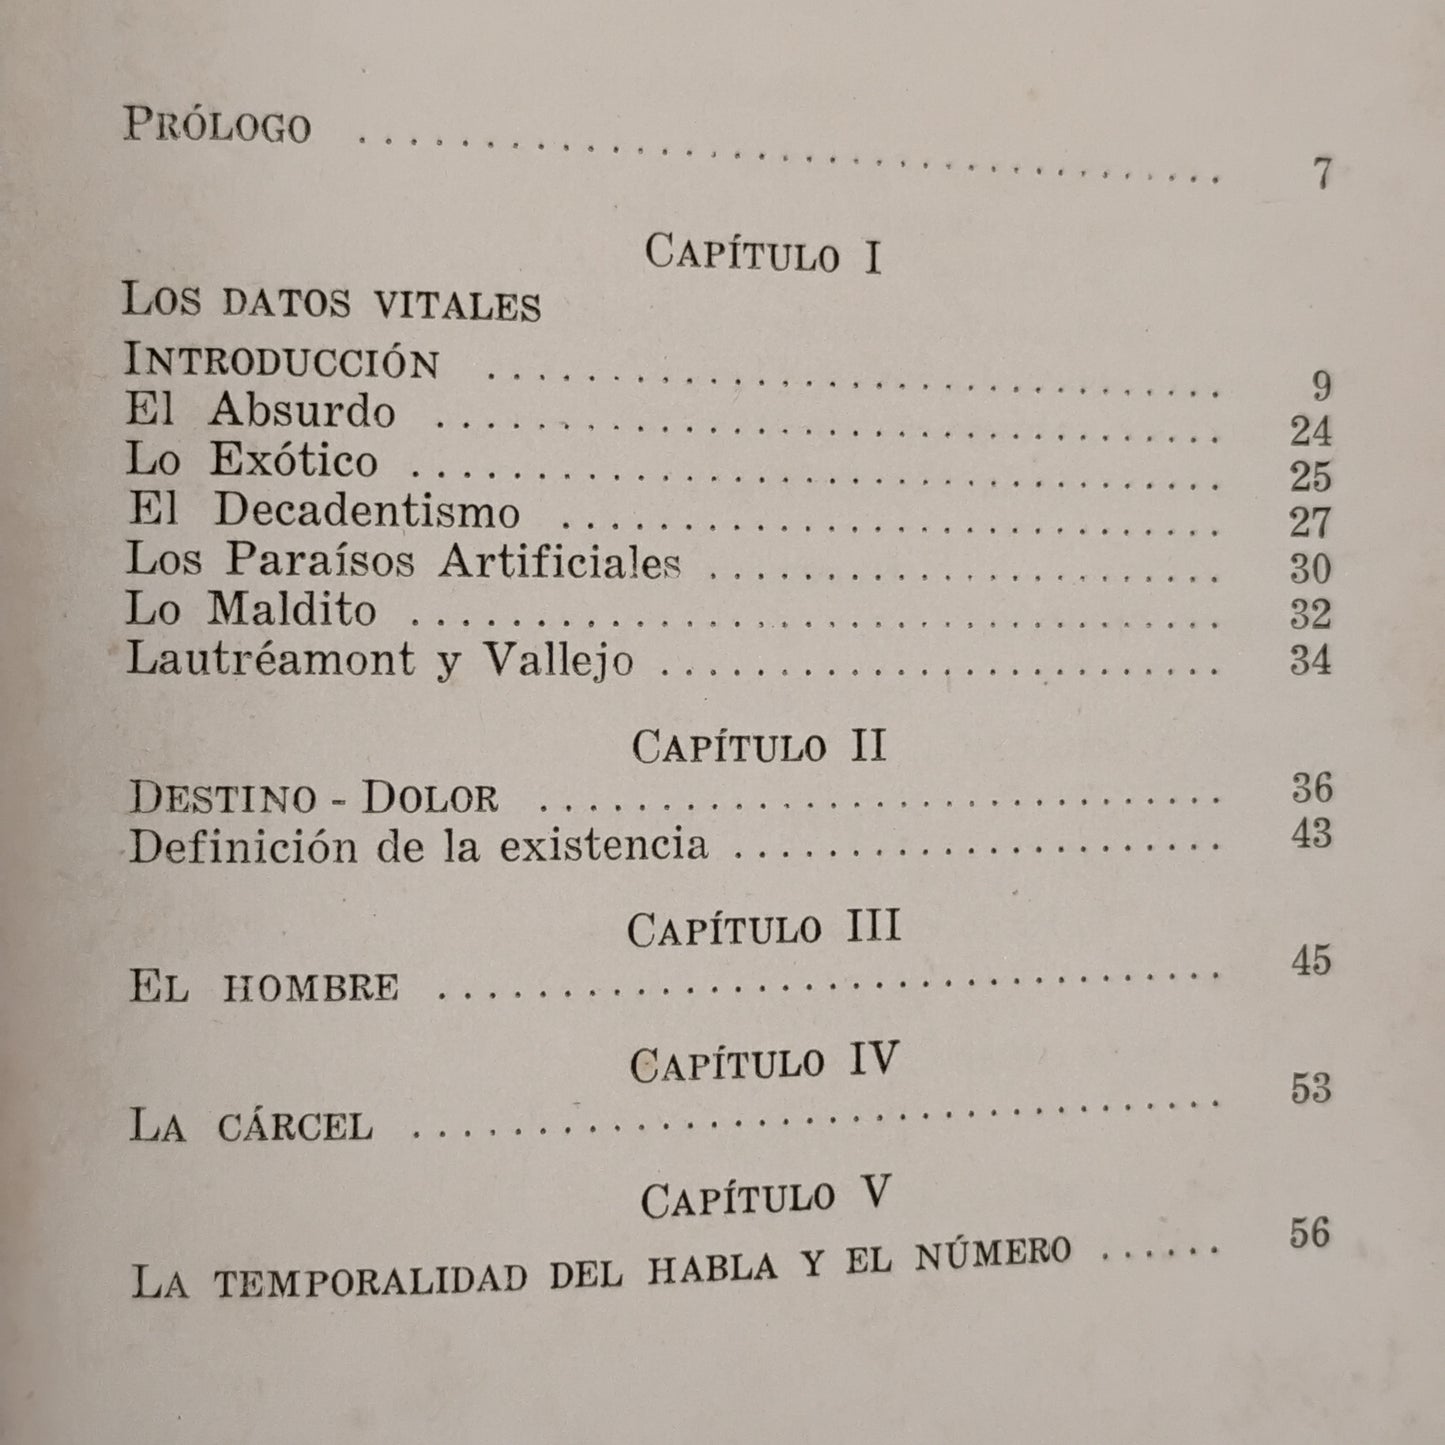 PRÓLOGO ........................................ 7
CAPÍTULO I
LOS DATOS VITALES
INTRODUCCIÓN ................................ 9
El Absurdo .................................. 24
Lo Exótico .................................. 25
El Decadentismo ............................. 27
Los Paraísos Artificiales ...................... 30
Lo Maldito .................................. 32
Lautréamont y Vallejo ........................ 34
CAPÍTULO II
DESTINO - DOLOR ............................. 36
Definición de la existencia ..................... 43
CAPÍTULO III
EL HOMBRE .................................. 45
CAPÍTULO IV
LA CÁRCEL .................................. 53
CAPÍTULO V
LA TEMPORALIDAD DEL HABLA Y EL NÚMERO ...... 56